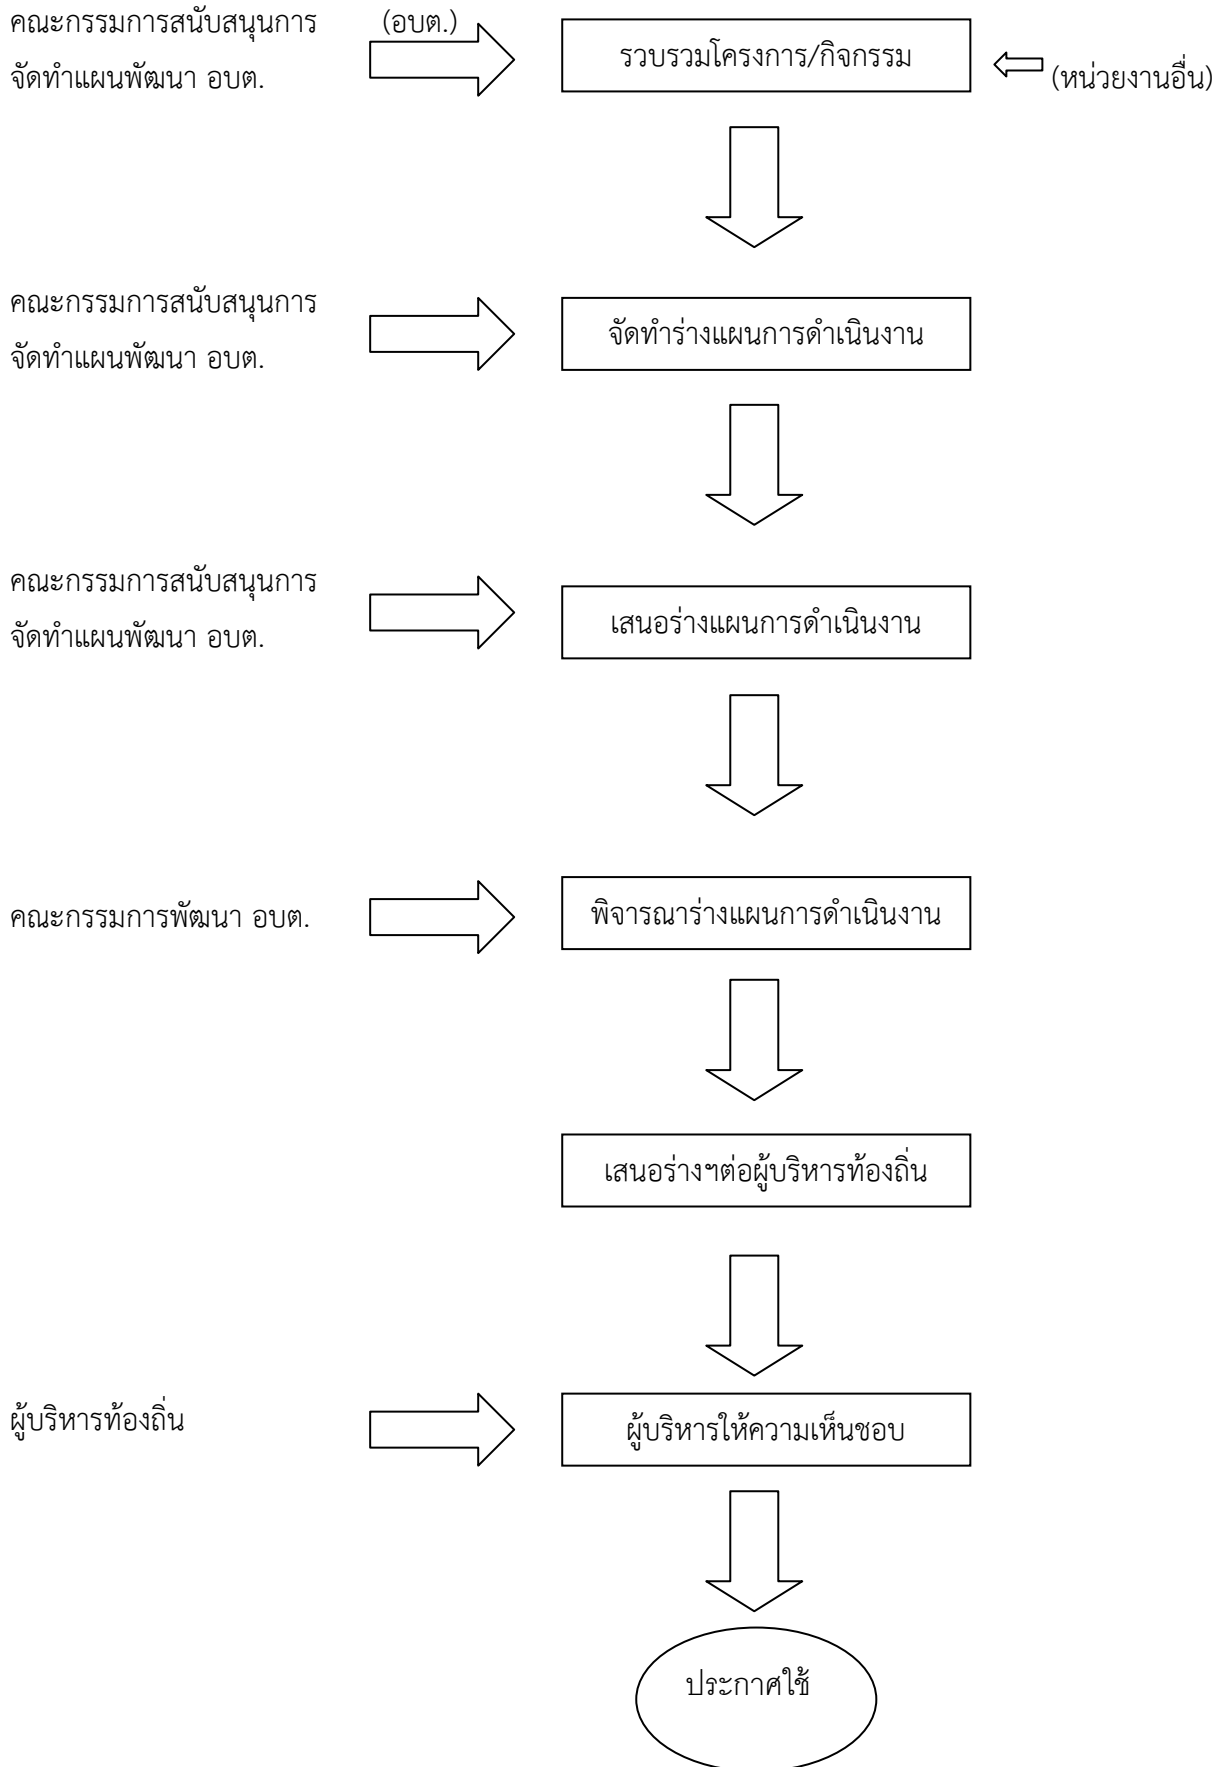 คณะกรรมการสนับสนุนการ
จัดทำแผนพัฒนา อบต.
(อบต.)
รวบรวมโครงการ/กิจกรรม
(หน่วยงานอื่น)
คณะกรรมการสนับสนุนการ
จัดทำแผนพัฒนา อบต.
จัดทำร่างแผนการดำเนินงาน
คณะกรรมการสนับสนุนการ
จัดทำแผนพัฒนา อบต.
เสนอร่างแผนการดำเนินงาน
คณะกรรมการพัฒนา อบต.
พิจารณาร่างแผนการดำเนินงาน
เสนอร่างฯต่อผู้บริหารท้องถิ่น
ผู้บริหารท้องถิ่น
ผู้บริหารให้ความเห็นชอบ
ประกาศใช้